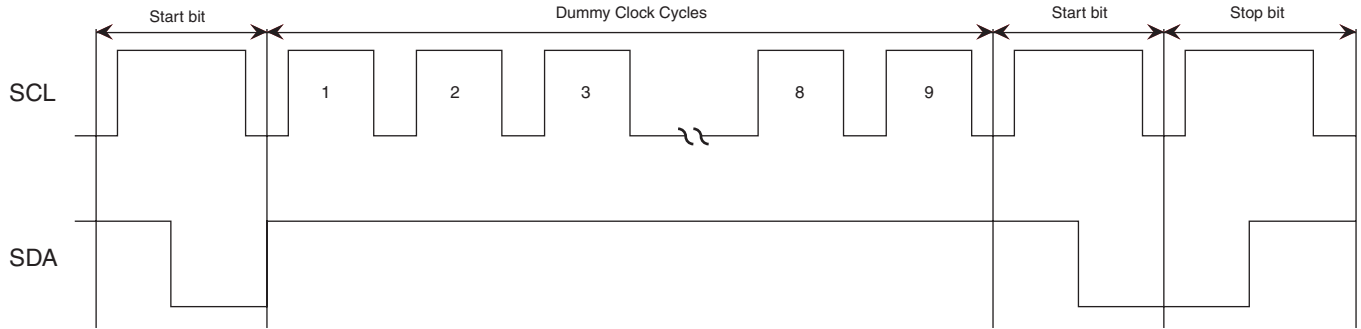 Start bit Dummy Clock Cycles Start bit Stop bit
SCL 1 2 3 8 9
SDA